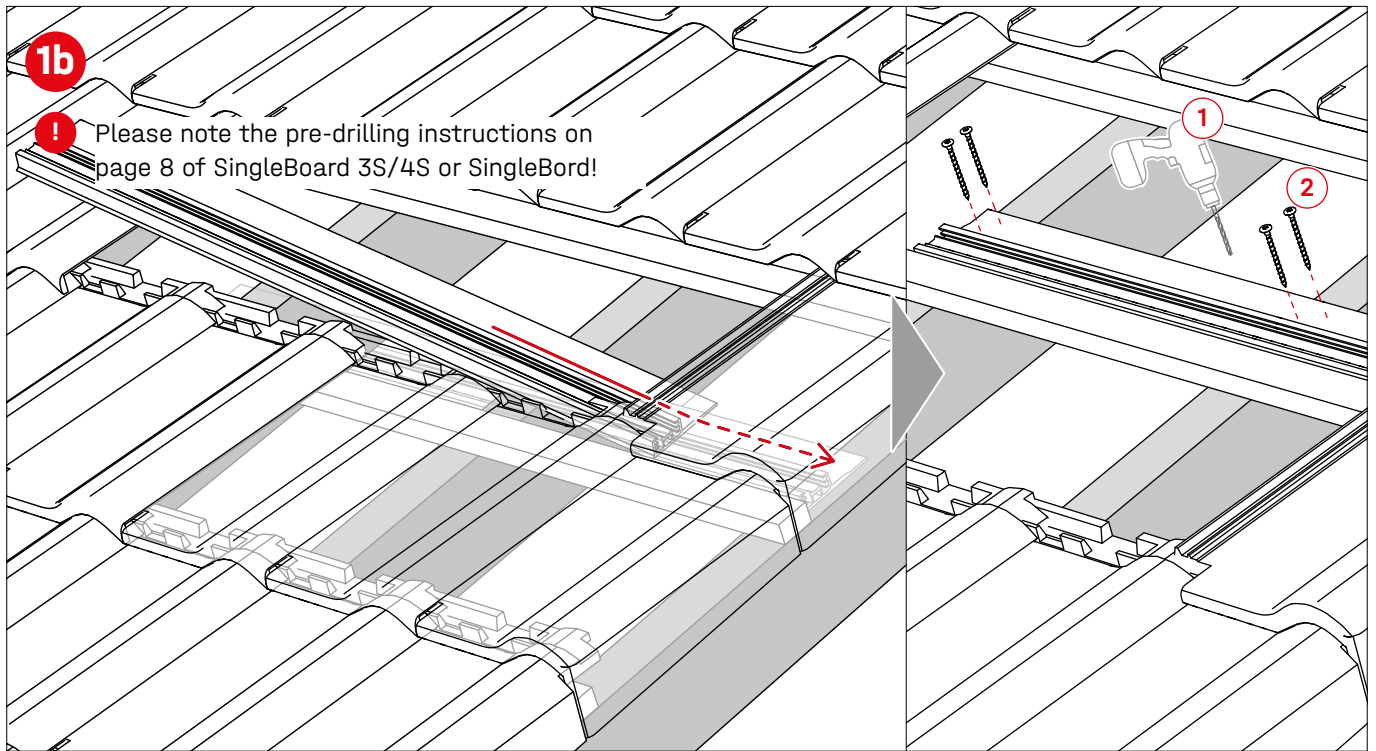 1b
! Please note the pre-drilling instructions on
page 8 of SingleBoard 3S/4S or SingleBord!
1
2